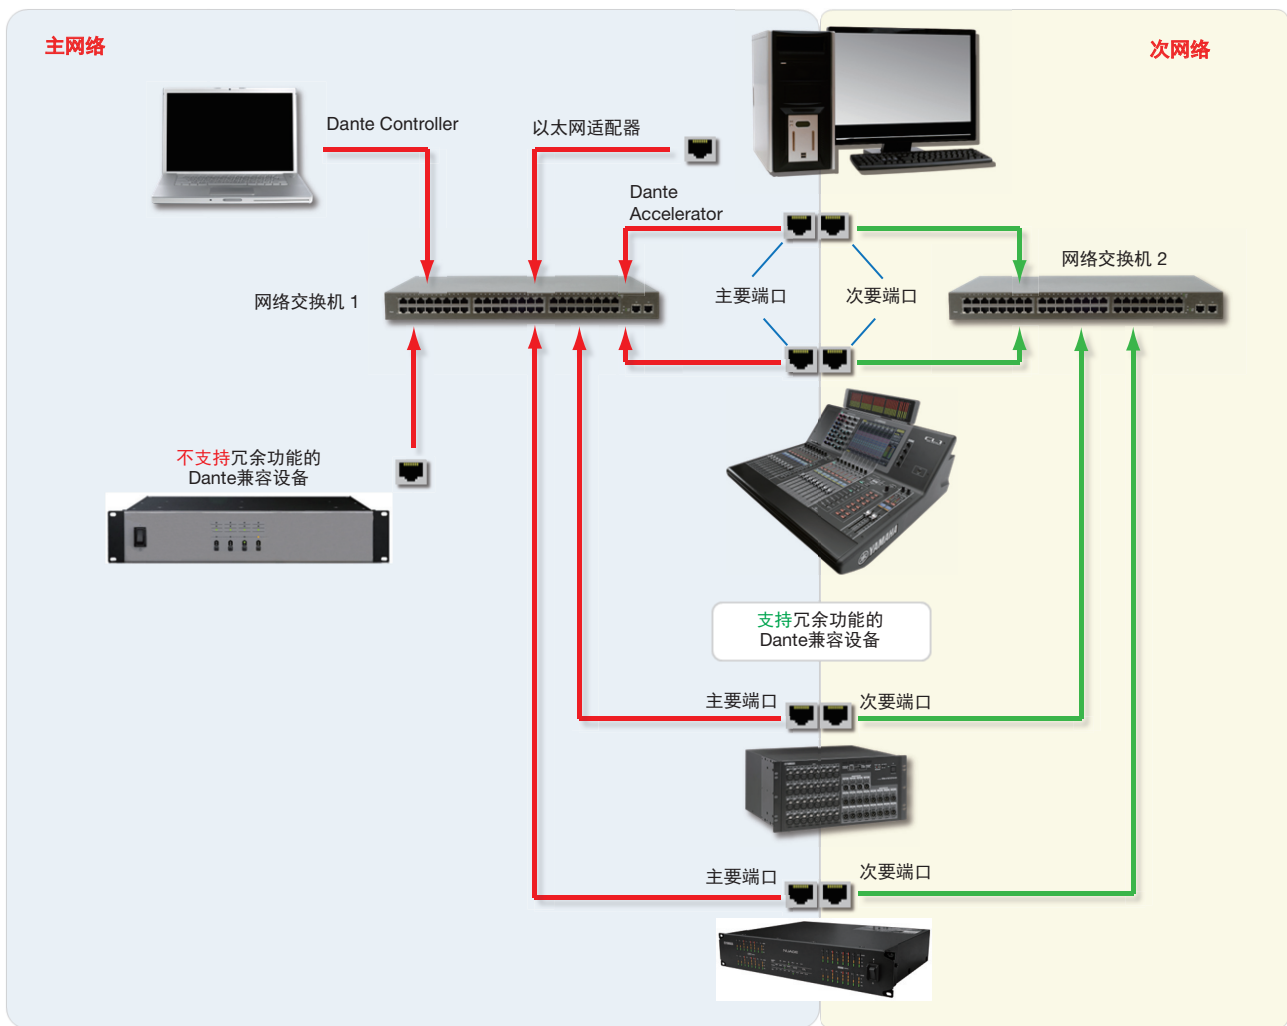 主网络
次网络
Dante Controller
以太网适配器
Dante
Accelerator
网络交换机 2
网络交换机 1
主要端口
次要端口
不支持冗余功能的
Dante兼容设备
YAMAHA
支持冗余功能的
Dante兼容设备
主要端口
次要端口
主要端口
次要端口